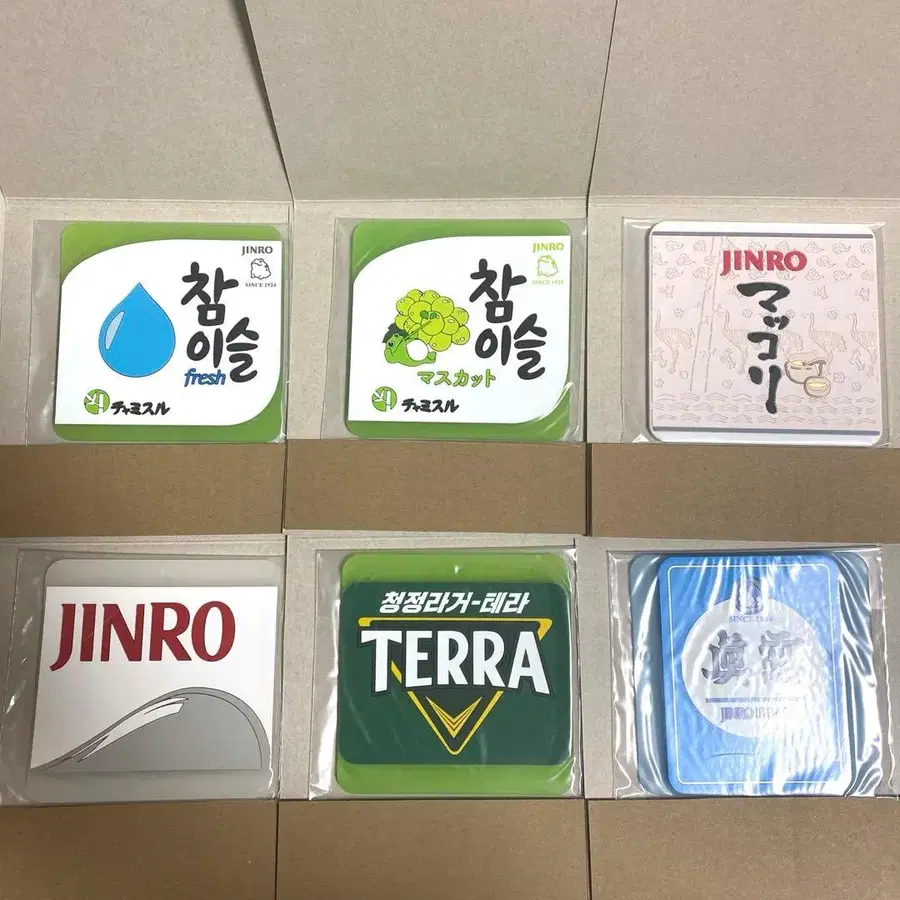 JINRO
SINCE 1924
참
이슬
fresh
チャミスル
JINRO
SINCE 1924
참
이슬
マスカット
チャミスル
JINRO
マッコリ
JINRO
청정라거-테라
TERRA
SINCE 1924
JINRO